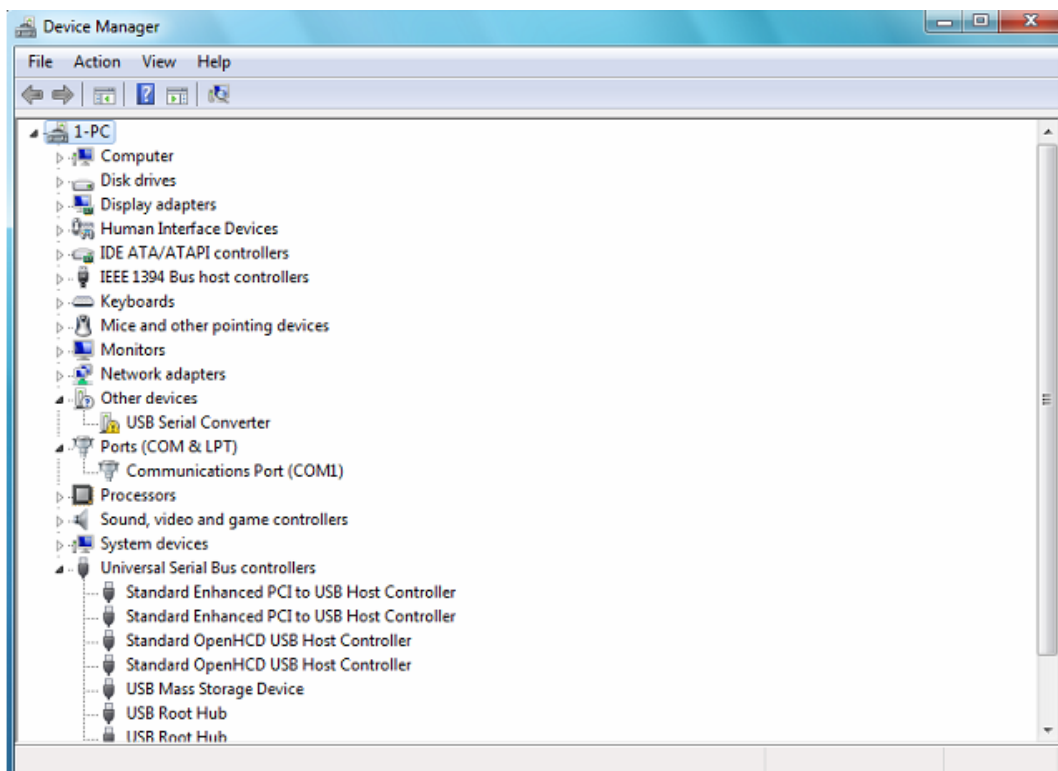 Device Manager
File Action View Help
1-PC
Computer
Disk drives
Display adapters
Human Interface Devices
IDE ATA/ATAPI controllers
IEEE 1394 Bus host controllers
Keyboards
Mice and other pointing devices
Monitors
Network adapters
Other devices
USB Serial Converter
Ports (COM & LPT)
Communications Port (COM1)
Processors
Sound, video and game controllers
System devices
Universal Serial Bus controllers
Standard Enhanced PCI to USB Host Controller
Standard Enhanced PCI to USB Host Controller
Standard OpenHCD USB Host Controller
Standard OpenHCD USB Host Controller
USB Mass Storage Device
USB Root Hub
USB Root Hub